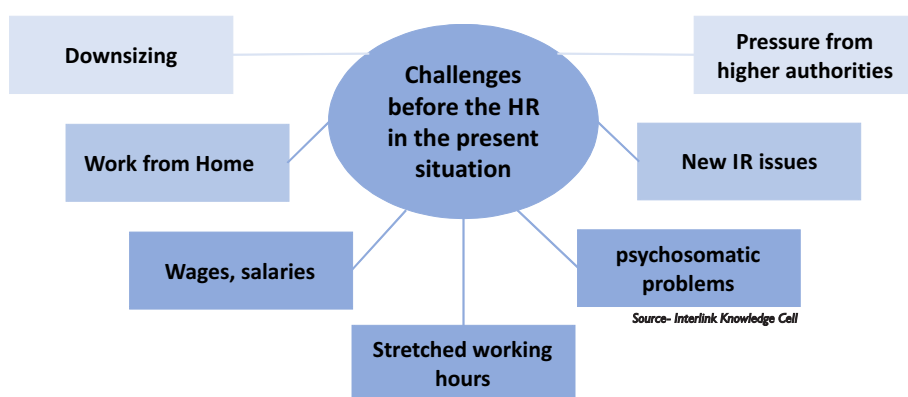 Downsizing
Pressure from
higher authorities
Challenges
before the HR
in the present
situation
Work from Home
New IR issues
Wages, salaries
psychosomatic
problems
Source- Interlink Knowledge Cell
Stretched working
hours